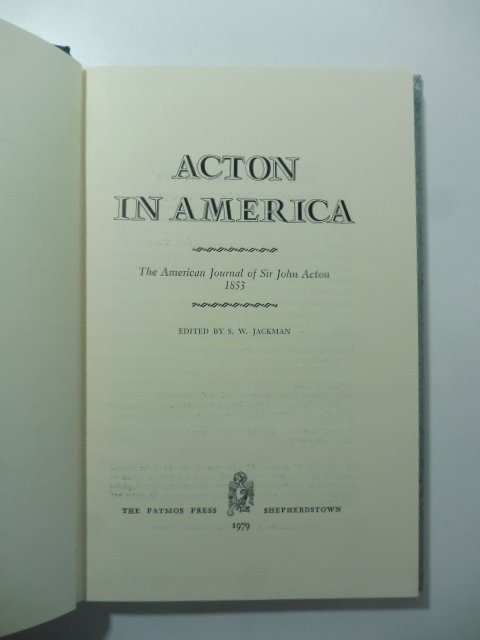 ACTON
IN AMERICA
The American Journal of Sir John Acton
1853
EDITED BY S. W. JACKMAN
THE PATMOS PRESS SHEPHERDSTOWN
1979